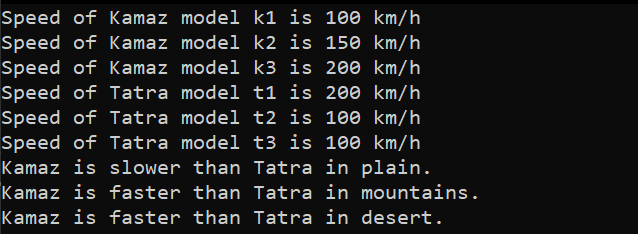 Speed of Kamaz model k1 is 100 km/h
Speed of Kamaz model k2 is 150 km/h
Speed of Kamaz model k3 is 200 km/h
Speed of Tatra model t1 is 200 km/h
Speed of Tatra model t2 is 100 km/h
Speed of Tatra model t3 is 100 km/h
Kamaz is slower than Tatra in plain.
Kamaz is faster than Tatra in mountains.
Kamaz is faster than Tatra in desert.